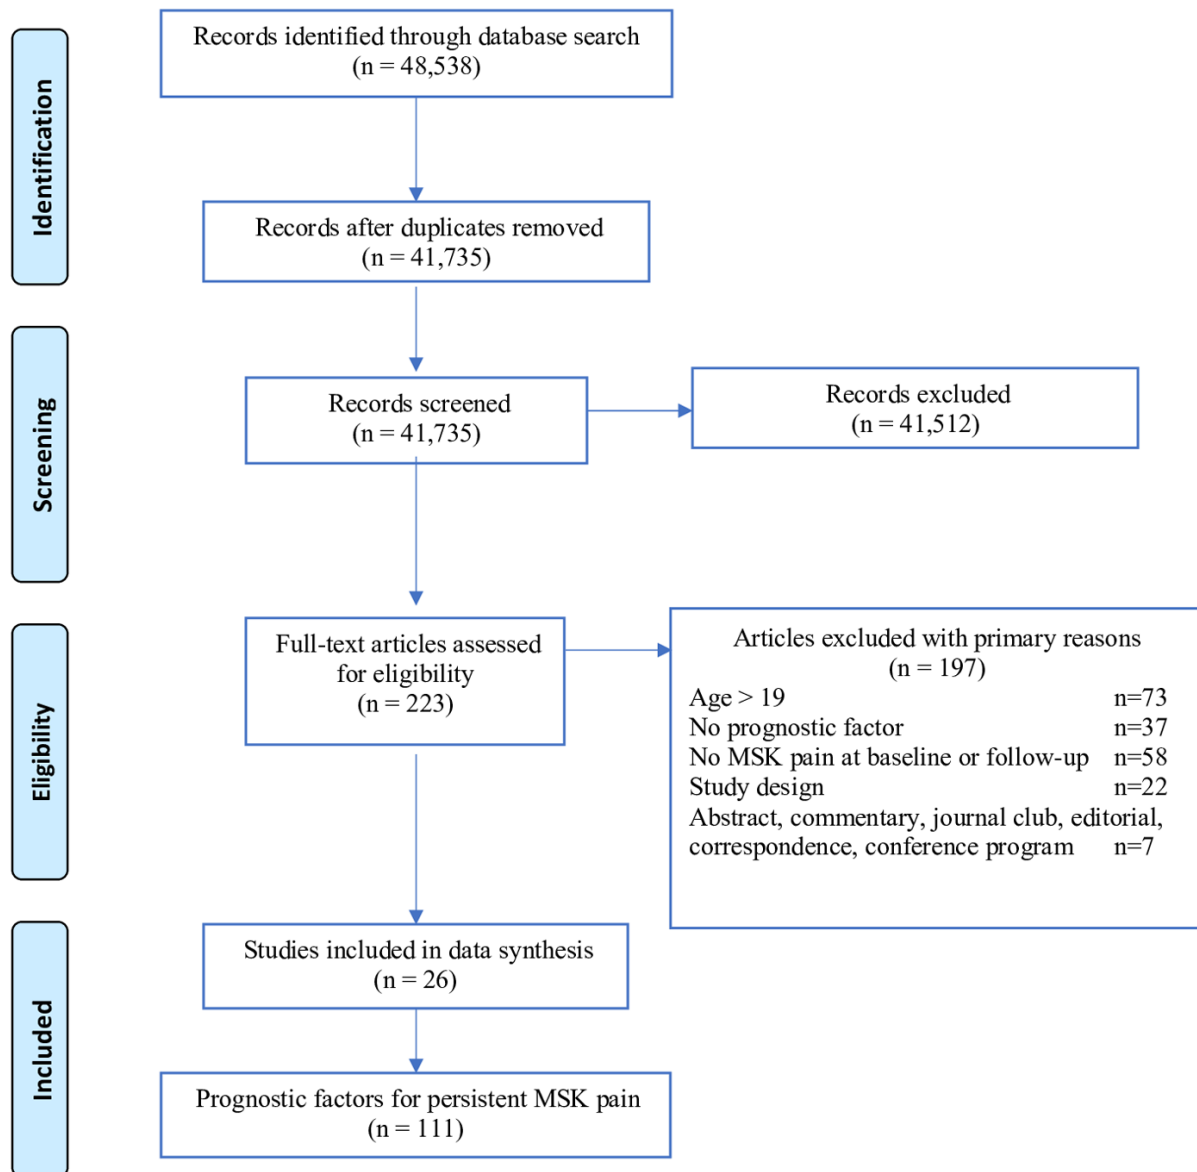 Identification
Records identified through database search
(n = 48,538)
Records after duplicates removed
(n = 41,735)
Screening
Records screened
(n = 41,735)
Records excluded
(n = 41,512)
Eligibility
Full-text articles assessed
for eligibility
(n = 223)
Articles excluded with primary reasons
(n = 197)
Age > 19 n=73
No prognostic factor n=37
No MSK pain at baseline or follow-up n=58
Study design n=22
Abstract, commentary, journal club, editorial,
correspondence, conference program n=7
Included
Studies included in data synthesis
(n = 26)
Prognostic factors for persistent MSK pain
(n = 111)